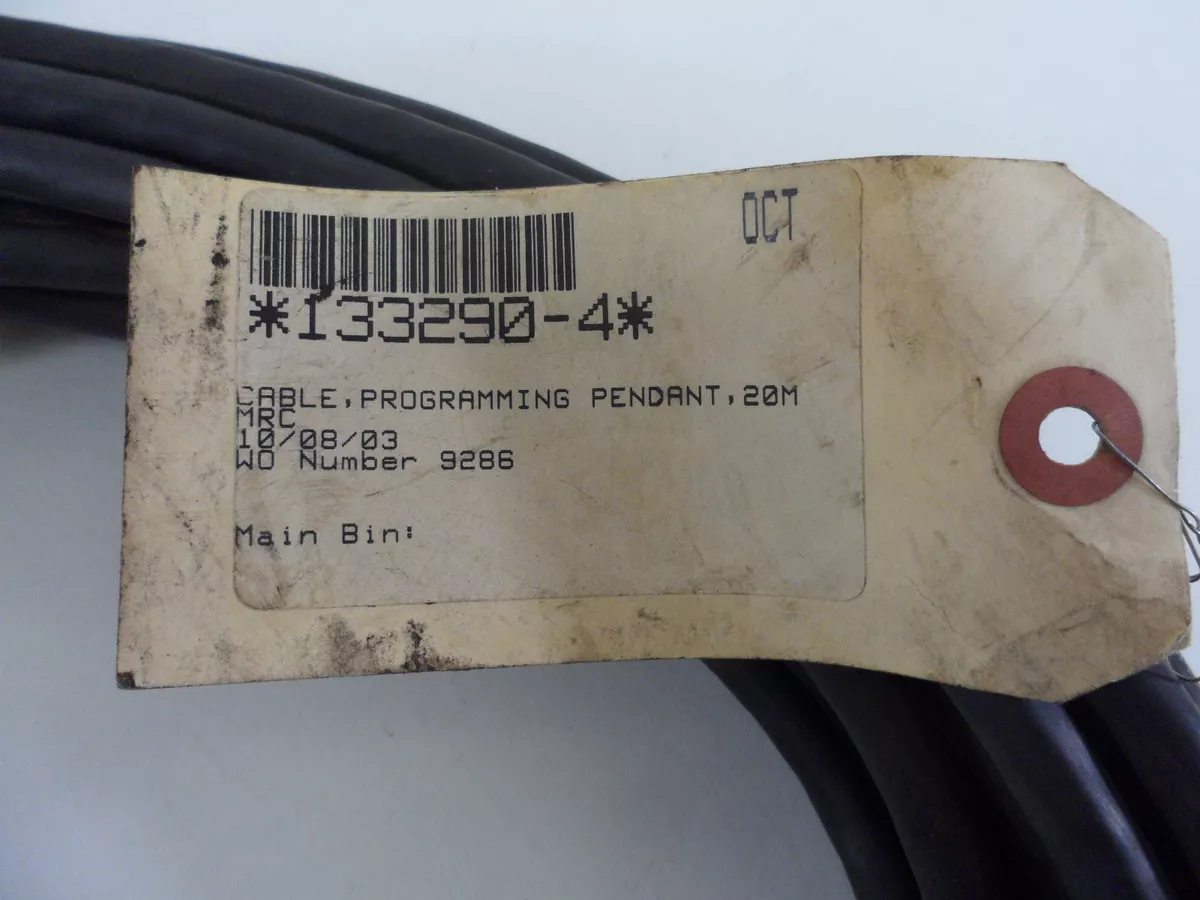 OCT
*133290-4*
CABLE,PROGRAMMING PENDANT,20M
MRC
10/08/03
WO Number 9286
Main Bin: